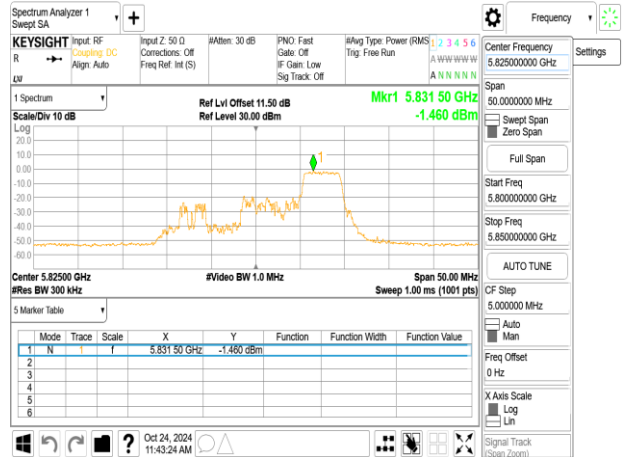 Spectrum Analyzer 1
Swept SA
Frequency
KEYSIGHT
R
Input: RF
Coupling: DC
Align: Auto
Input Z: 50 Ω
Corrections: Off
Freq Ref: Int (S)
#Atten: 30 dB
PNO: Fast
Gate: Off
IF Gain: Low
Sig Track: Off
#Avg Type: Power (RMS
Trig: Free Run
1 2 3 4 5 6
A W W W W W
A N N N N N
1 Spectrum
Scale/Div 10 dB
Ref Lvl Offset 11.50 dB
Ref Level 30.00 dBm
Mkr1 5.831 50 GHz
-1.460 dBm
Log
20.0
10.0
0.00
-10.0
-20.0
-30.0
-40.0
-50.0
-60.0
1
Center 5.82500 GHz
#Res BW 300 kHz
#Video BW 1.0 MHz
Span 50.00 MHz
Sweep 1.00 ms (1001 pts)
5 Marker Table
Mode Trace Scale X Y Function Function Width Function Value
1 N 1 f 5.831 50 GHz -1.460 dBm
2
3
4
5
6
Oct 24, 2024
11:43:24 AM
?
Center Frequency
5.825000000 GHz
Settings
Span
50.0000000 MHz
Swept Span
Zero Span
Full Span
Start Freq
5.800000000 GHz
Stop Freq
5.850000000 GHz
AUTO TUNE
CF Step
5.000000 MHz
Auto
Man
Freq Offset
0 Hz
X Axis Scale
Log
Lin
Signal Track
(Span Zoom)